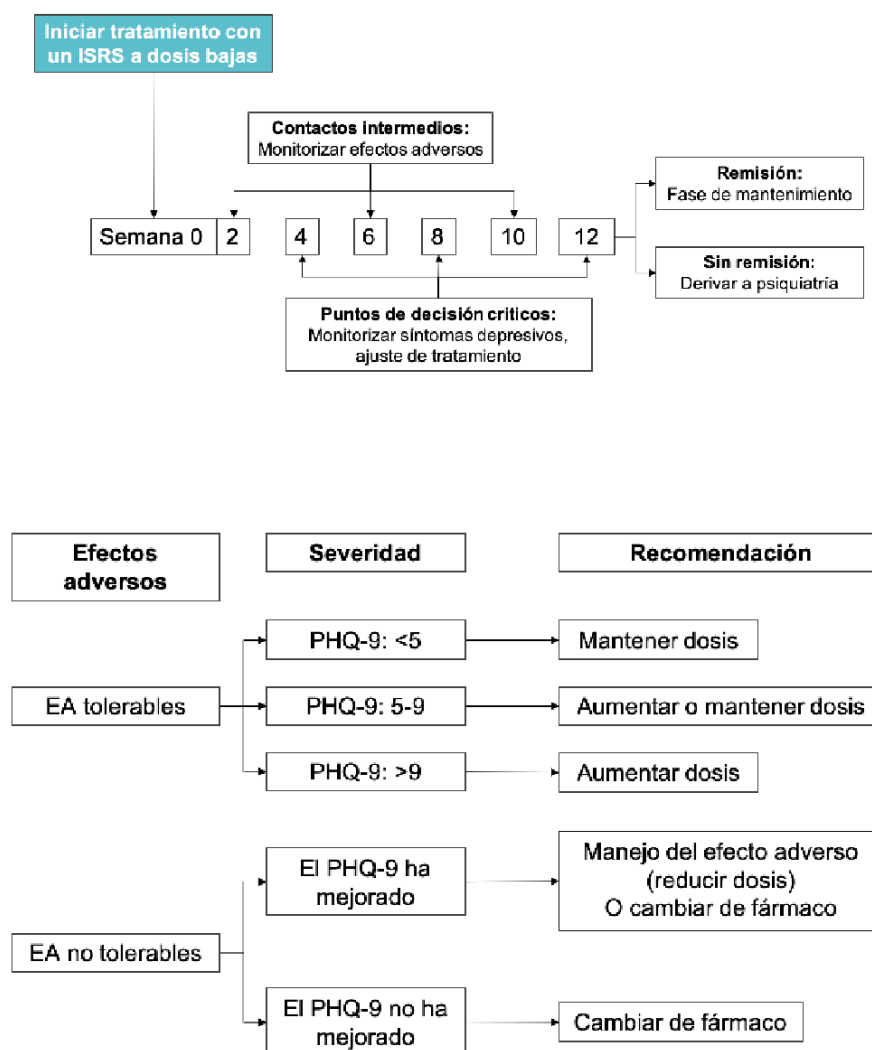 Iniciar tratamiento con
un ISRS a dosis bajas
Contactos intermedios:
Monitorizar efectos adversos
Remisión:
Fase de mantenimiento
Semana 0
2
4
6
8
10
12
Sin remisión:
Derivar a psiquiatría
Puntos de decisión criticos:
Monitorizar síntomas depresivos,
ajuste de tratamiento
Efectos
adversos
Severidad
Recomendación
PHQ-9: <5
Mantener dosis
EA tolerables
PHQ-9: 5-9
Aumentar o mantener dosis
PHQ-9: >9
Aumentar dosis
El PHQ-9 ha
mejorado
Manejo del efecto adverso
(reducir dosis)
O cambiar de fármaco
EA no tolerables
El PHQ-9 no ha
mejorado
Cambiar de fármaco